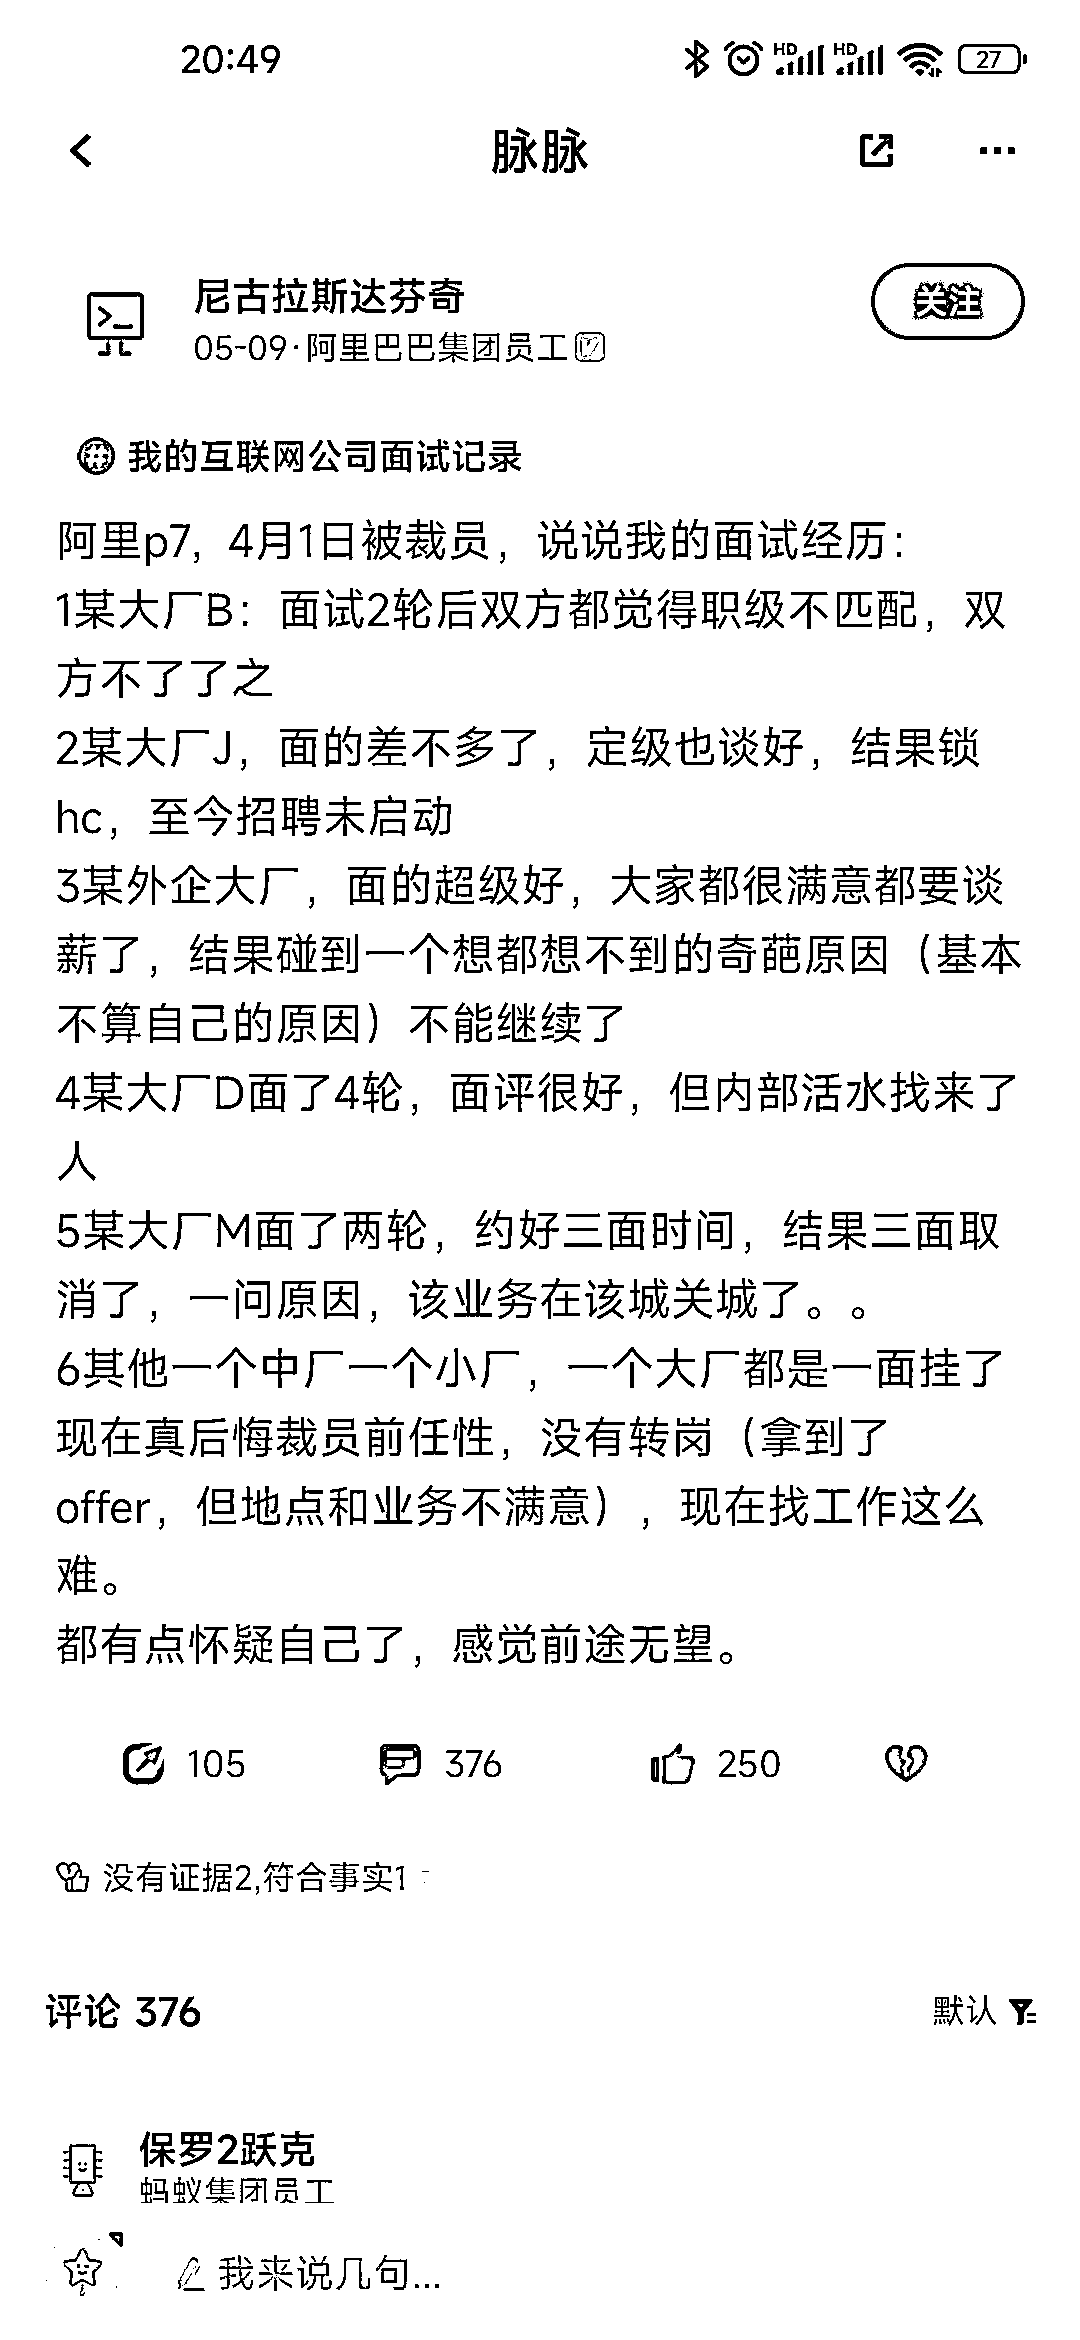 20:49
HD HD 27
脉脉
尼古拉斯达芬奇
关注
05-09·阿里巴巴集团员工
我的互联网公司面试记录
阿里p7，4月1日被裁员，说说我的面试经历：
1某大厂B：面试2轮后双方都觉得职级不匹配，双
方不了了之
2某大厂J，面的差不多了，定级也谈好，结果锁
hc，至今招聘未启动
3某外企大厂，面的超级好，大家都很满意都要谈
薪了，结果碰到一个想都想不到的奇葩原因（基本
不算自己的原因）不能继续了
4某大厂D面了4轮，面评很好，但内部活水找来了
人
5某大厂M面了两轮，约好三面时间，结果三面取
消了，一问原因，该业务在该城关城了。。
6其他一个中厂一个小厂，一个大厂都是一面挂了
现在真后悔裁员前任性，没有转岗（拿到了
offer，但地点和业务不满意），现在找工作这么
难。
都有点怀疑自己了，感觉前途无望。
105 376 250
没有证据2,符合事实1
评论 376
默认
保罗2跃克
蚂蚁集团员工
我来说几句...